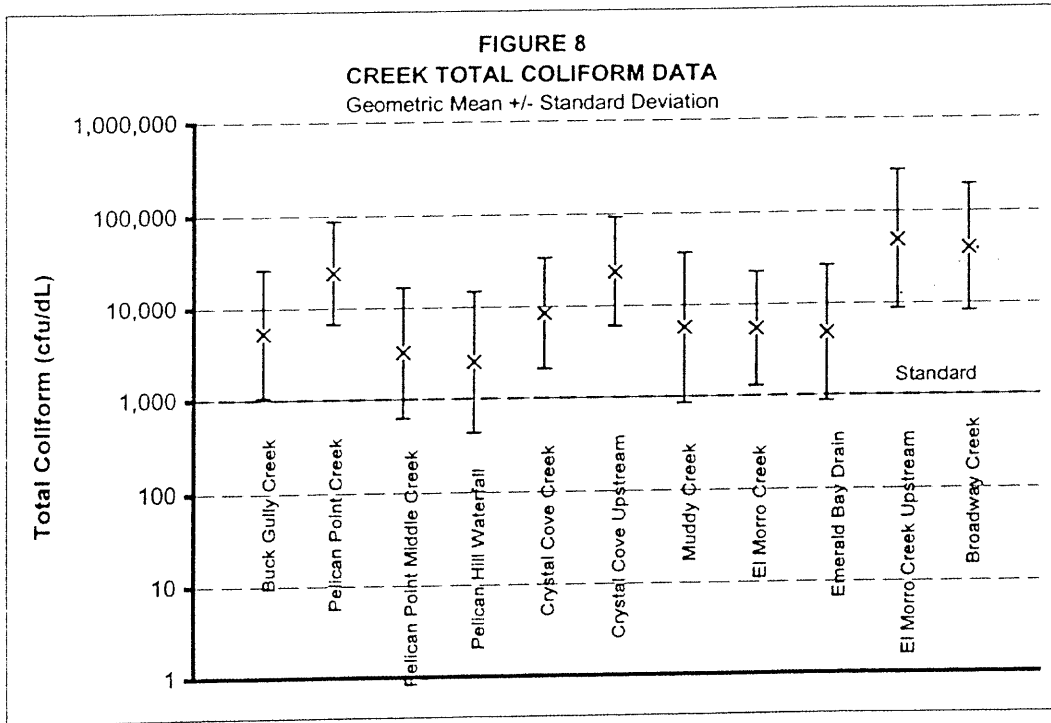 FIGURE 8
CREEK TOTAL COLIFORM DATA
Geometric Mean +/- Standard Deviation
Total Coliform (cfu/dL)
1,000,000
100,000
10,000
1,000
100
10
1
Standard
Buck Gully Creek
Pelican Point Creek
Pelican Point Middle Creek
Pelican Hill Waterfall
Crystal Cove Creek
Crystal Cove Upstream
Muddy Creek
El Morro Creek
Emerald Bay Drain
El Morro Creek Upstream
Broadway Creek